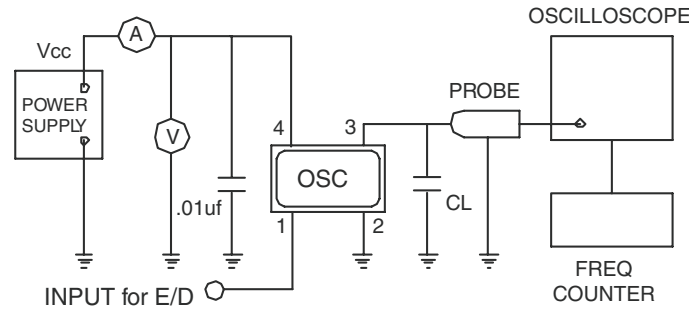 OSCILLOSCOPE
Vcc
A
PROBE
POWER
SUPPLY
V
4
3
OSC
.01uf
CL
1
2
INPUT for E/D
FREQ
COUNTER